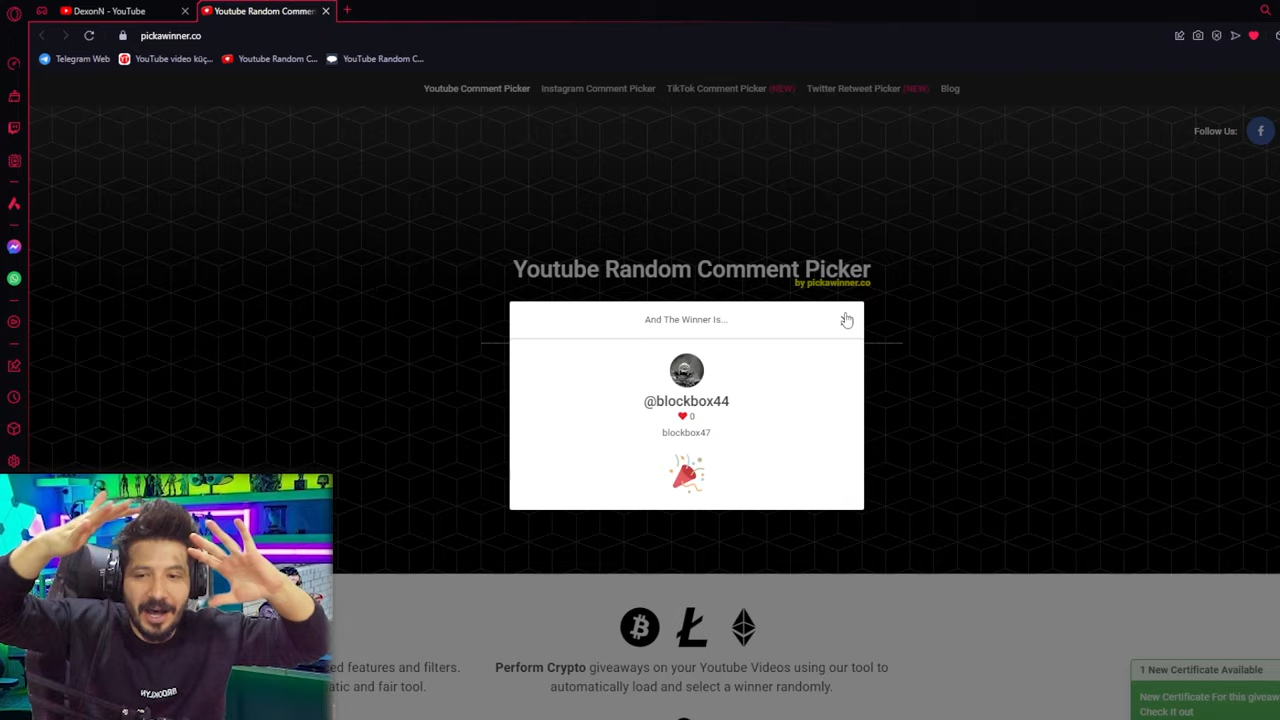 DexonN - YouTube
Youtube Random Commen
pickawinner.co
Telegram Web
YouTube video küç...
Youtube Random C...
YouTube Random C...
Youtube Comment Picker
Instagram Comment Picker
TikTok Comment Picker (NEW)
Twitter Retweet Picker (NEW)
Blog
Follow Us:
Youtube Random Comment Picker
by pickawinner.co
And The Winner Is...
@blockbox44
0
blockbox47
ed features and filters.
atic and fair tool.
Perform Crypto giveaways on your Youtube Videos using our tool to
automatically load and select a winner randomly.
1 New Certificate Available
New Certificate For this giveaw
Check it out
BROOKLYN